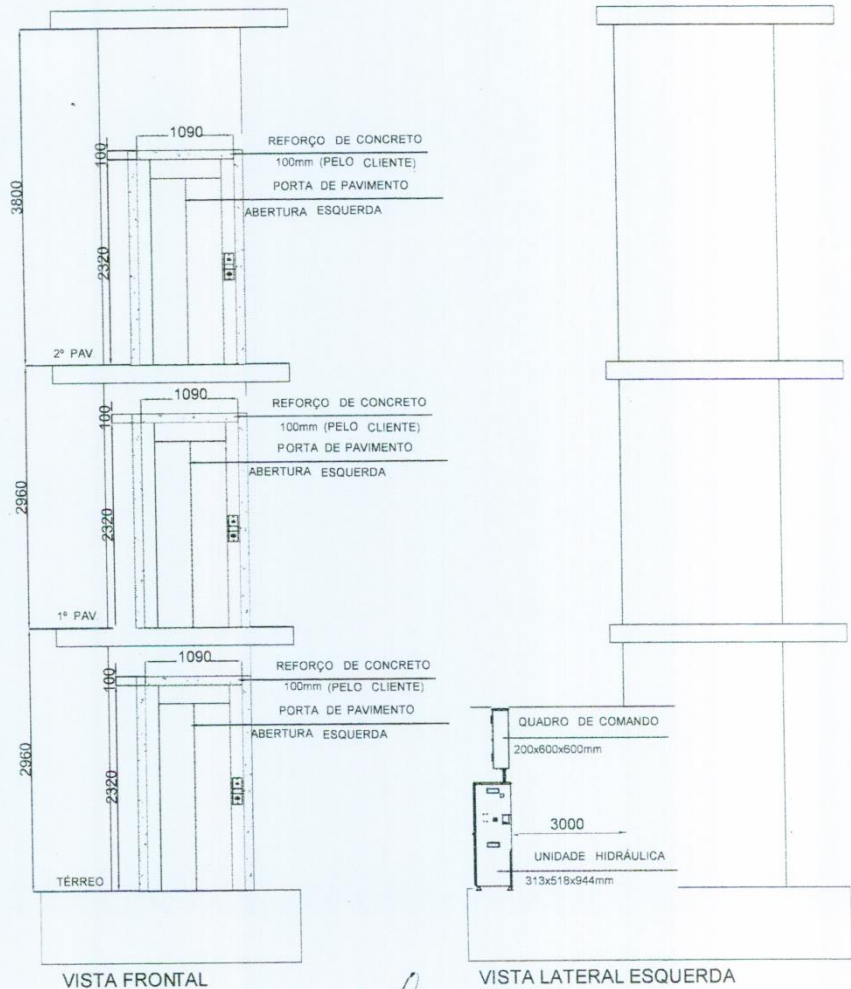 1090
REFORÇO DE CONCRETO
100mm (PELO CLIENTE)
100
PORTA DE PAVIMENTO
ABERTURA ESQUERDA
3800
2320
2º PAV.
1090
REFORÇO DE CONCRETO
100mm (PELO CLIENTE)
100
PORTA DE PAVIMENTO
ABERTURA ESQUERDA
2960
2320
1º PAV.
1090
REFORÇO DE CONCRETO
100mm (PELO CLIENTE)
100
PORTA DE PAVIMENTO
ABERTURA ESQUERDA
2960
2320
TÉRREO
VISTA FRONTAL
QUADRO DE COMANDO
200x600x600mm
3000
UNIDADE HIDRÁULICA
313x518x944mm
VISTA LATERAL ESQUERDA